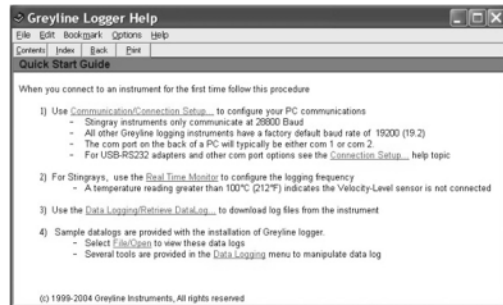 Greyline Logger Help
File Edit Bookmark Options Help
Contents Index Back Print
Quick Start Guide
When you connect to an instrument for the first time follow this procedure
1) Use Communication/Connection Setup... to configure your PC communications
- Stingray instruments only communicate at 28800 Baud
- All other Greyline logging instruments have a factory default baud rate of 19200 (19.2)
- The com port on the back of a PC will typically be either com 1 or com 2.
- For USB-RS232 adapters and other com port options see the Connection Setup... help topic
2) For Stingrays, use the Real Time Monitor to configure the logging frequency
- A temperature reading greater than 100°C (212°F) indicates the Velocity-Level sensor is not connected
3) Use the Data Logging/Retrieve DataLog... to download log files from the instrument
4) Sample datalogs are provided with the installation of Greyline logger.
- Select File/Open to view these data logs
- Several tools are provided in the Data Logging menu to manipulate data log
(c) 1999-2004 Greyline Instruments, All rights reserved